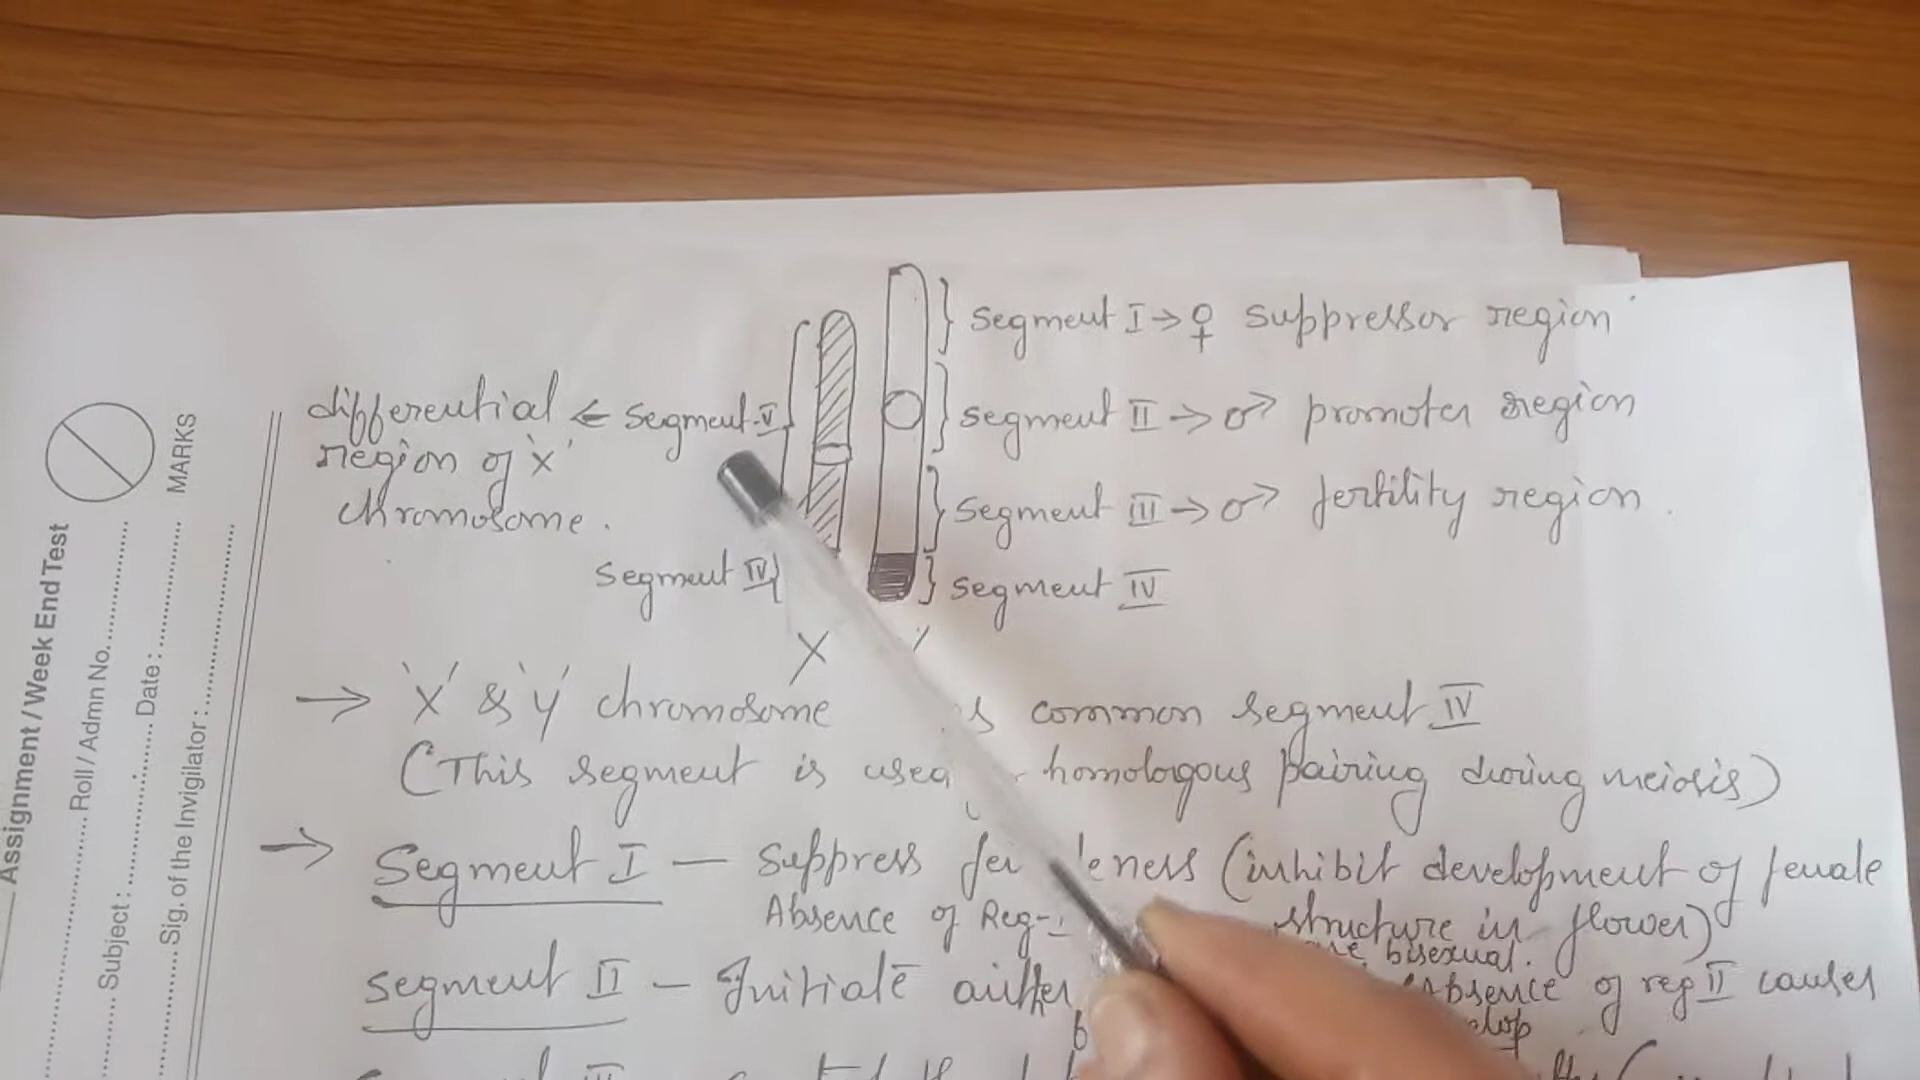 Segment I → ♀ suppressor region
differential ← Segment-V
segment II → ♂ promoter region
region of 'X'
chromosome.
Segment III → ♂ fertility region
Segment IV
segment IV
X
→ 'X' & 'Y' chromosome common segment IV
(This segment is homologous pairing during meiosis)
→ Segment I — Suppress (inhibit development of female
Absence of Reg- structure in flower)
bisexual.
Segment II — Initiate Absence of reg II causes
Assignment / Week End Test
Roll / Admn No.
MARKS
Subject : Date :
Sig. of the Invigilator :